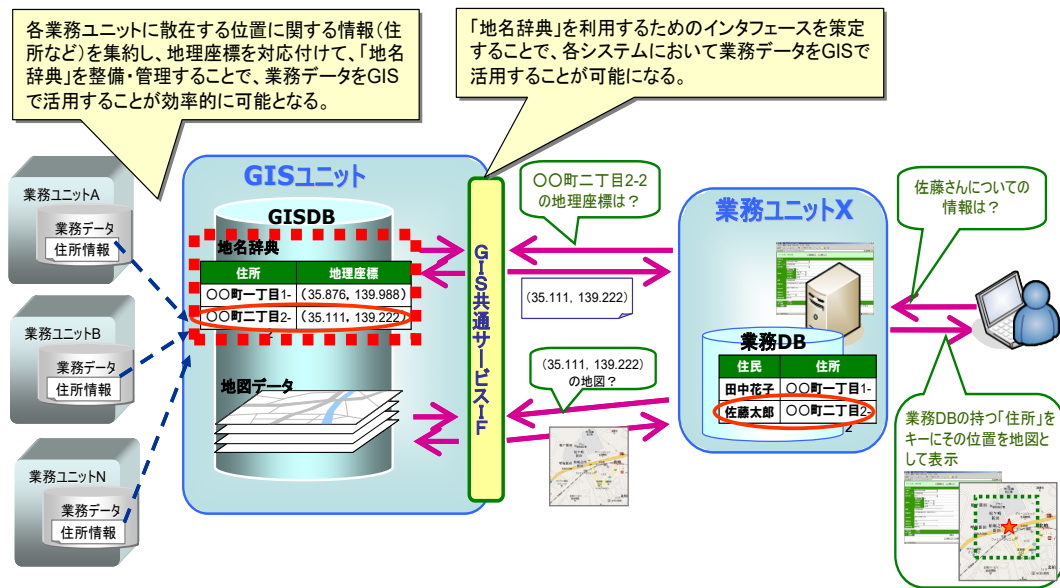 各業務ユニットに散在する位置に関する情報(住
所など)を集約し、地理座標を対応付けて、「地名
辞典」を整備・管理することで、業務データをGIS
で活用することが効率的に可能となる。
「地名辞典」を利用するためのインタフェースを策定
することで、各システムにおいて業務データをGISで
活用することが可能になる。
業務ユニットA
業務データ
住所情報
業務ユニットB
業務データ
住所情報
業務ユニットN
業務データ
住所情報
GISユニット
GISDB
地名辞典
住所 地理座標
〇〇町一丁目1- (35.876, 139.988)
〇〇町二丁目2- (35.111, 139.222)
地図データ
GIS共通サービスIF
〇〇町二丁目2-2
の地理座標は?
(35.111, 139.222)
(35.111, 139.222)
の地図?
業務ユニットX
業務DB
住民 住所
田中花子 〇〇町一丁目1-
佐藤太郎 〇〇町二丁目2-
2
佐藤さんについての
情報は?
業務DBの持つ「住所」を
キーにその位置を地図と
して表示